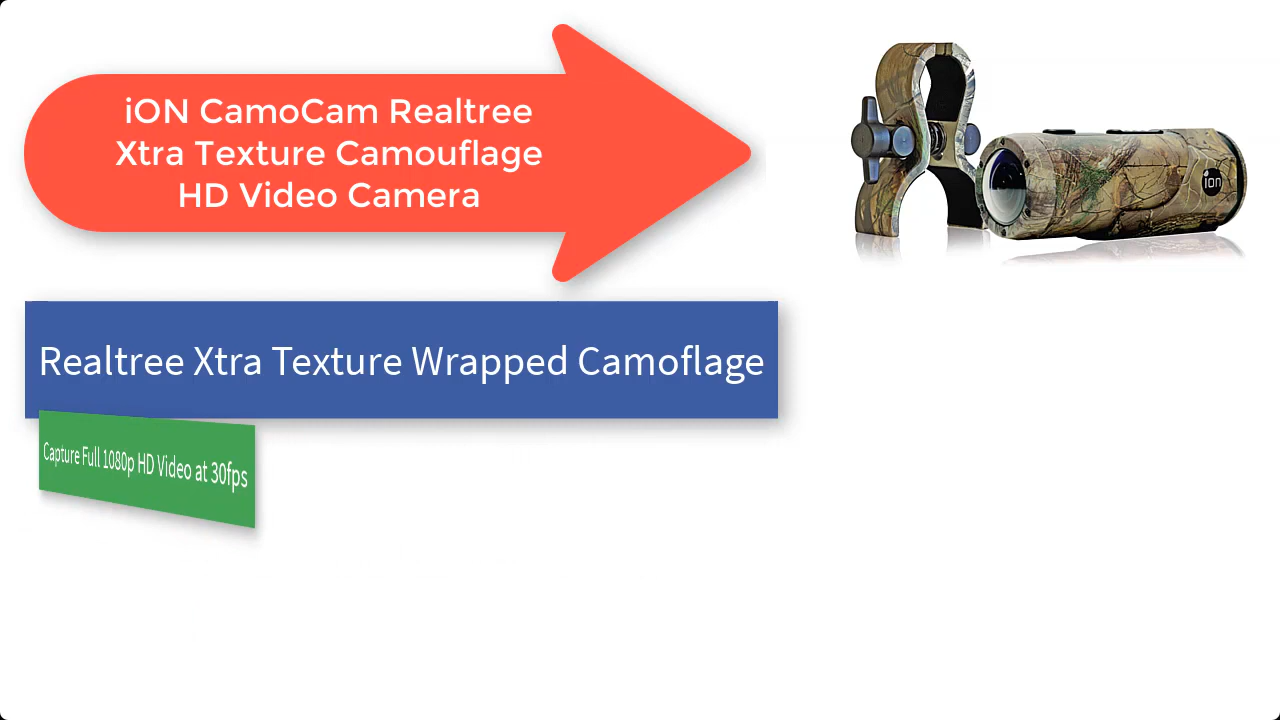 iON CamoCam Realtree
Xtra Texture Camouflage
HD Video Camera
iON
Realtree Xtra Texture Wrapped Camoflage
Capture Full 1080p HD Video at 30fps